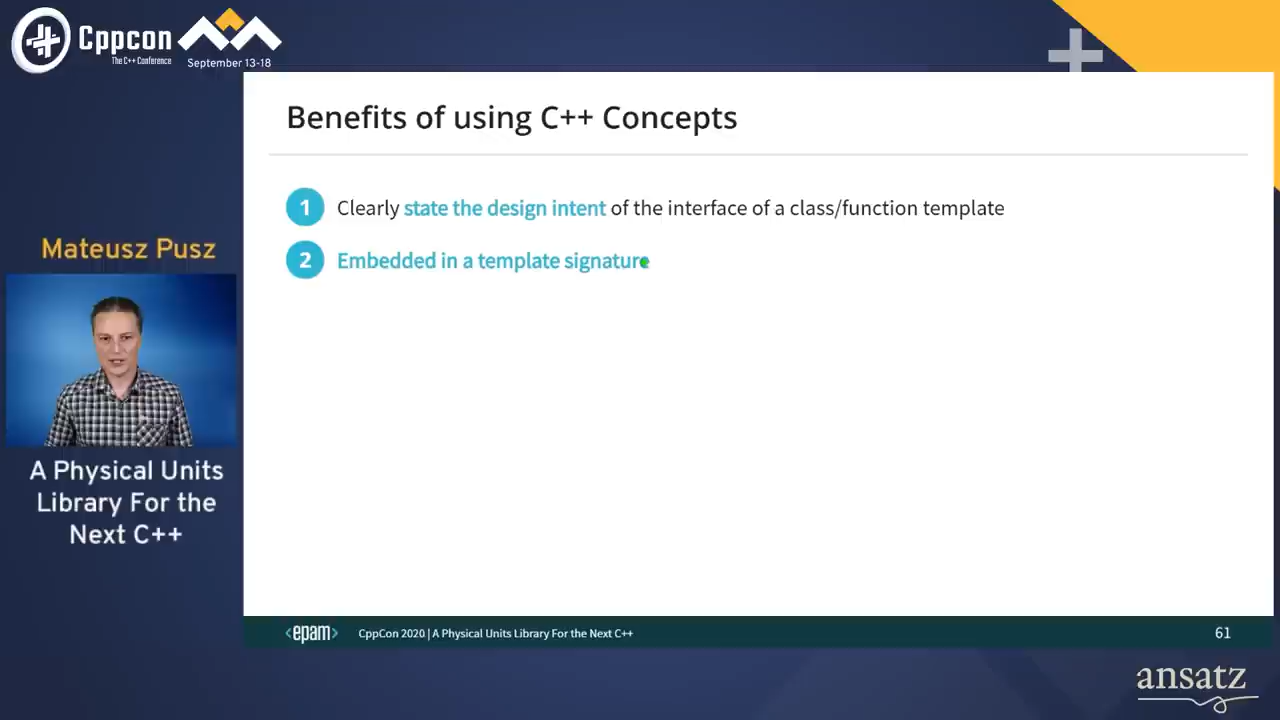 Cppcon
The C++ Conference
September 13-18
Benefits of using C++ Concepts
1 Clearly state the design intent of the interface of a class/function template
2 Embedded in a template signature
Mateusz Pusz
A Physical Units
Library For the
Next C++
<epam> CppCon 2020 | A Physical Units Library For the Next C++ 61
ansatz